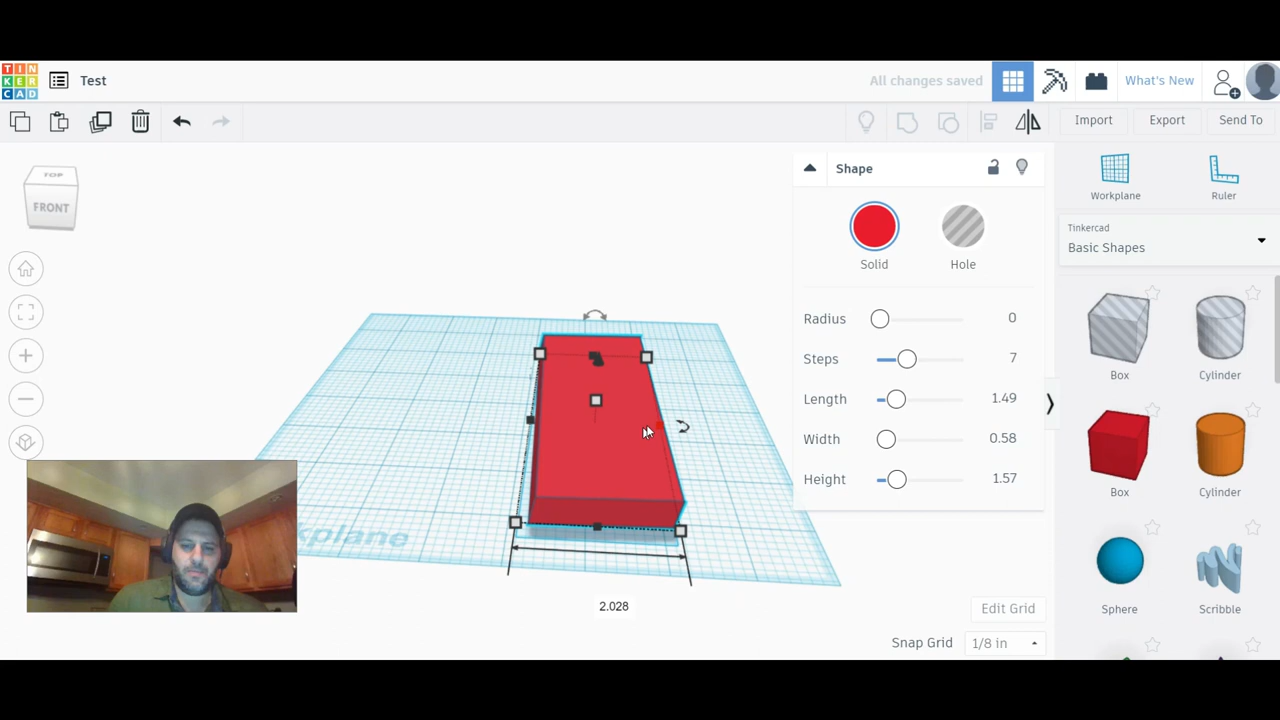 TIN
KER
CAD
Test
All changes saved
What's New
Import
Export
Send To
TOP
FRONT
Shape
Solid
Hole
Radius 0
Steps 7
Length 1.49
Width 0.58
Height 1.57
Workplane
Ruler
Tinkercad
Basic Shapes
Box
Cylinder
Box
Cylinder
Sphere
Scribble
kplane
2.028
Edit Grid
Snap Grid 1/8 in